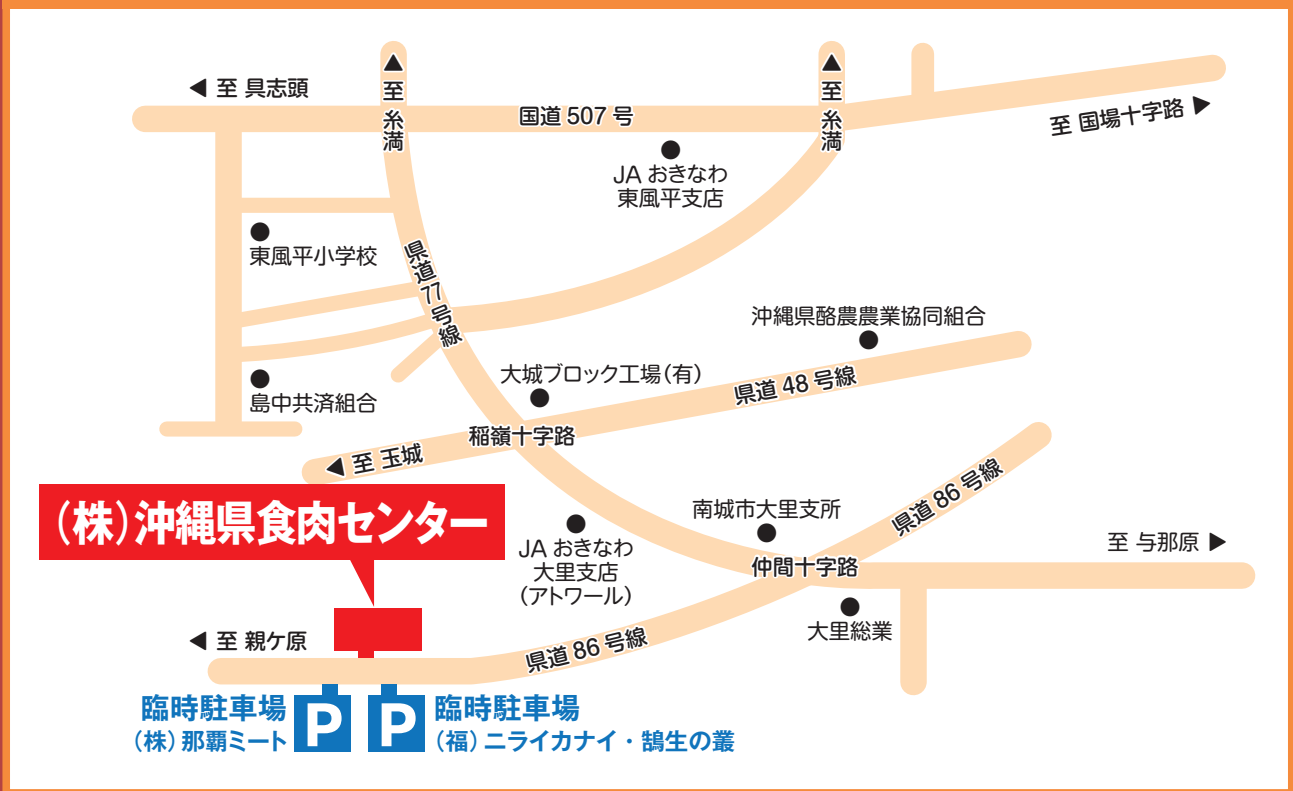 ◀ 至 具志頭
▲至 糸満
国道 507 号
▲至 糸満
至 国場十字路 ▶
JA おきなわ
東風平支店
東風平小学校
県道77号線
沖縄県酪農農業協同組合
大城ブロック工場(有)
県道 48 号線
島中共済組合
稲嶺十字路
◀ 至 玉城
(株)沖縄県食肉センター
南城市大里支所
県道 86 号線
JA おきなわ
大里支店
(アトワール)
仲間十字路
至 与那原 ▶
大里総業
◀ 至 親ケ原
県道 86 号線
臨時駐車場
(株)那覇ミート
P
P
臨時駐車場
(福)ニライカナイ・鵠生の叢